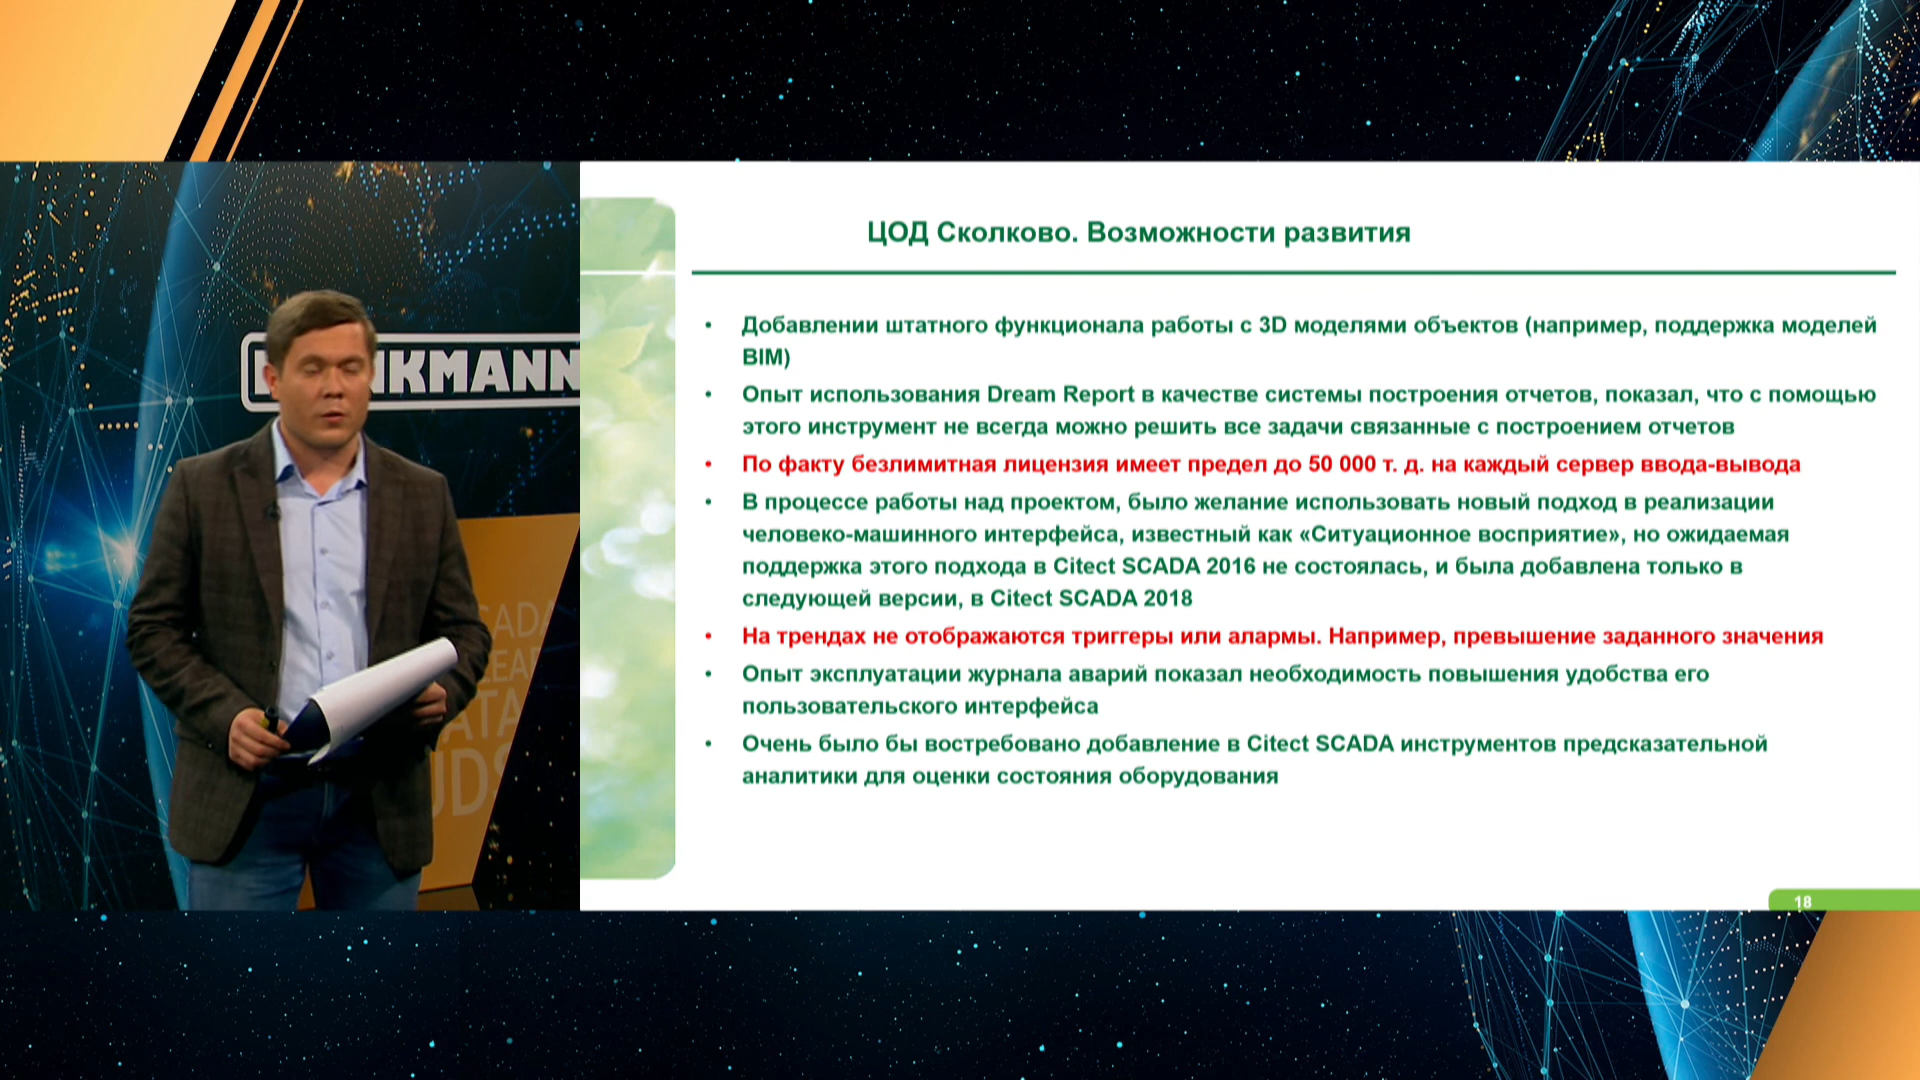 ЦОД Сколково. Возможности развития
• Добавлении штатного функционала работы с 3D моделями объектов (например, поддержка моделей
BIM)
• Опыт использования Dream Report в качестве системы построения отчетов, показал, что с помощью
этого инструмент не всегда можно решить все задачи связанные с построением отчетов
• По факту безлимитная лицензия имеет предел до 50 000 т. д. на каждый сервер ввода-вывода
• В процессе работы над проектом, было желание использовать новый подход в реализации
человеко-машинного интерфейса, известный как «Ситуационное восприятие», но ожидаемая
поддержка этого подхода в Citect SCADA 2016 не состоялась, и была добавлена только в
следующей версии, в Citect SCADA 2018
• На трендах не отображаются триггеры или алармы. Например, превышение заданного значения
• Опыт эксплуатации журнала аварий показал необходимость повышения удобства его
пользовательского интерфейса
• Очень было бы востребовано добавление в Citect SCADA инструментов предсказательной
аналитики для оценки состояния оборудования
18